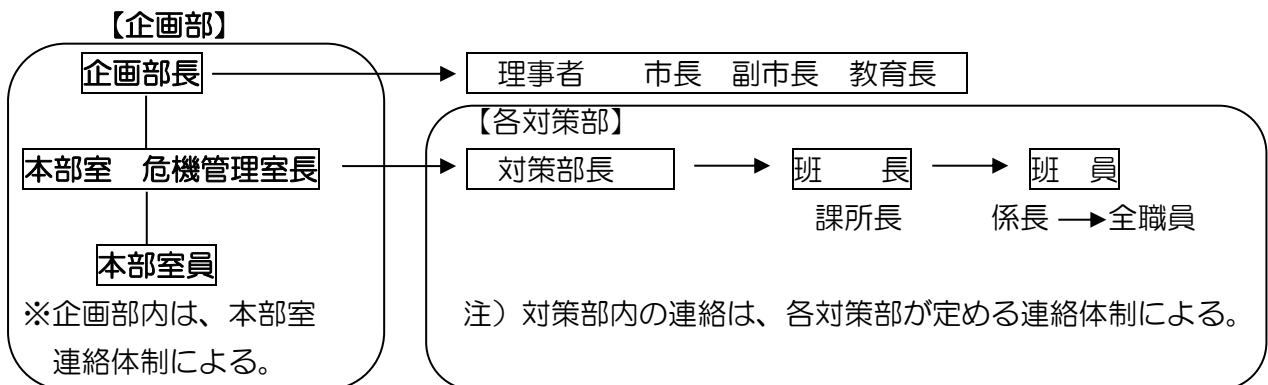 【企画部】
企画部長
理事者　　市長　副市長　教育長
【各対策部】
本部室　危機管理室長
対策部長
班　　長
班　員
課所長
係長
全職員
本部室員
※企画部内は、本部室
連絡体制による。
注）対策部内の連絡は、各対策部が定める連絡体制による。